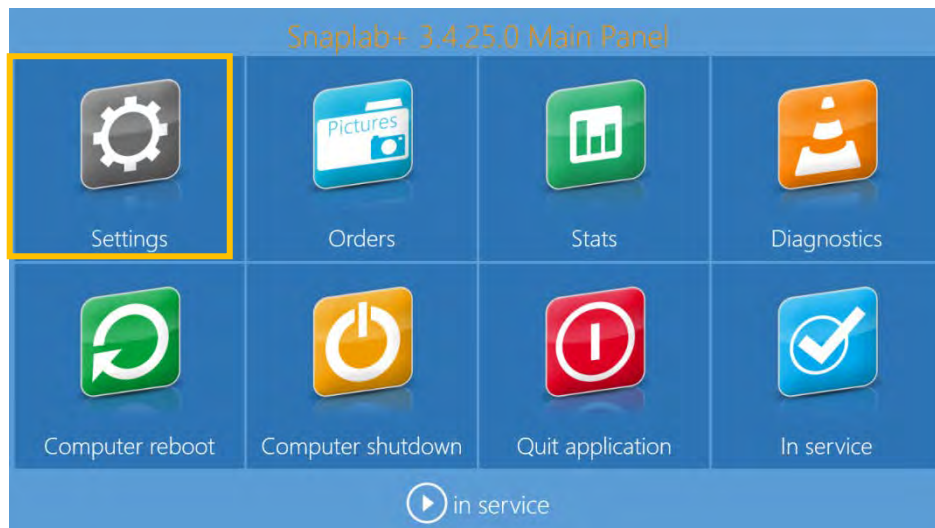 Snaplab+ 3.4.25.0 Main Panel
Pictures
Settings Orders Stats Diagnostics
Computer reboot Computer shutdown Quit application In service
in service